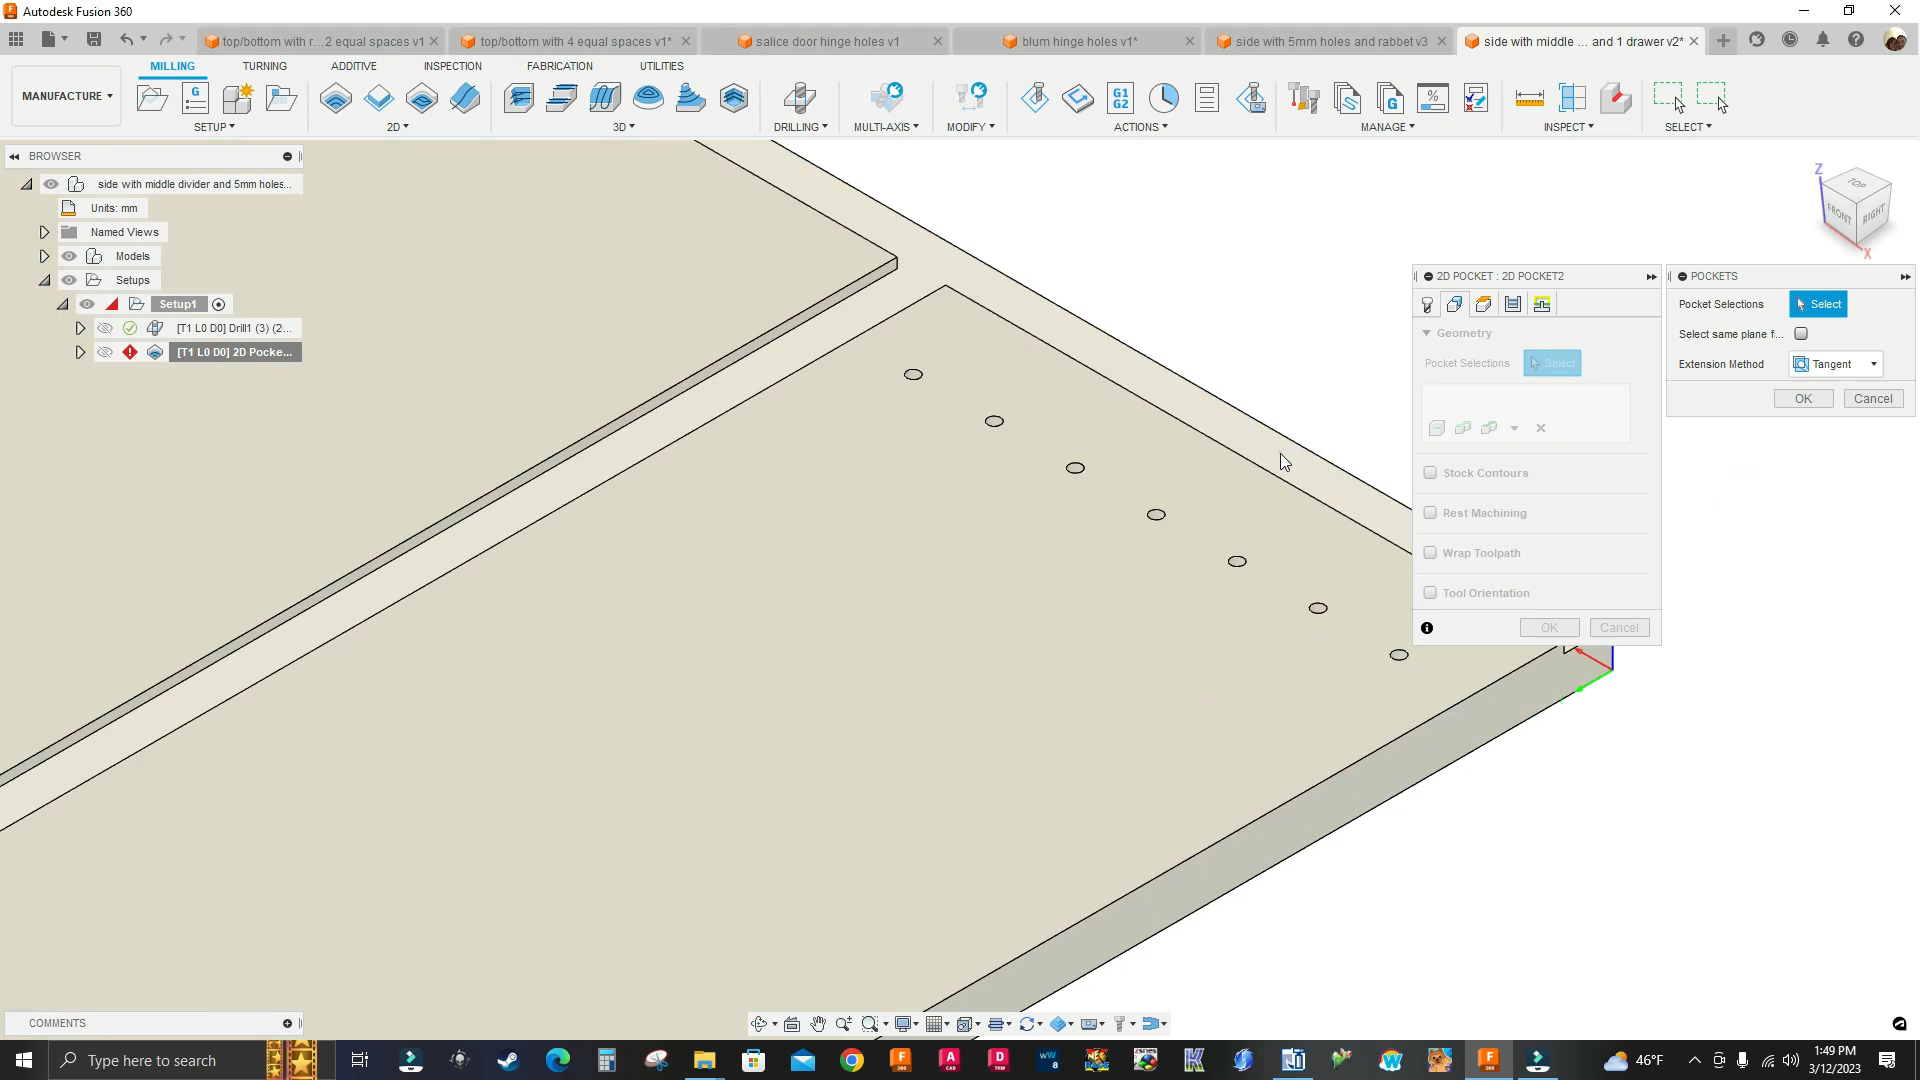 Autodesk Fusion 360
top/bottom with r...2 equal spaces v1
top/bottom with 4 equal spaces v1*
salice door hinge holes v1
blum hinge holes v1*
side with 5mm holes and rabbet v3
side with middle ... and 1 drawer v2*
MILLING TURNING ADDITIVE INSPECTION FABRICATION UTILITIES
MANUFACTURE
G
G1
G2
G
%
SETUP 2D 3D DRILLING MULTI-AXIS MODIFY ACTIONS MANAGE INSPECT SELECT
BROWSER
side with middle divider and 5mm holes...
Units: mm
Named Views
Models
Setups
Setup1
[T1 L0 D0] Drill1 (3) (2...
[T1 L0 D0] 2D Pocke...
Z
TOP
FRONT
RIGHT
X
2D POCKET : 2D POCKET2
Geometry
Pocket Selections Select
Stock Contours
Rest Machining
Wrap Toolpath
Tool Orientation
OK Cancel
POCKETS
Pocket Selections Select
Select same plane f...
Extension Method Tangent
OK Cancel
COMMENTS
Type here to search
46°F
1:49 PM
3/12/2023